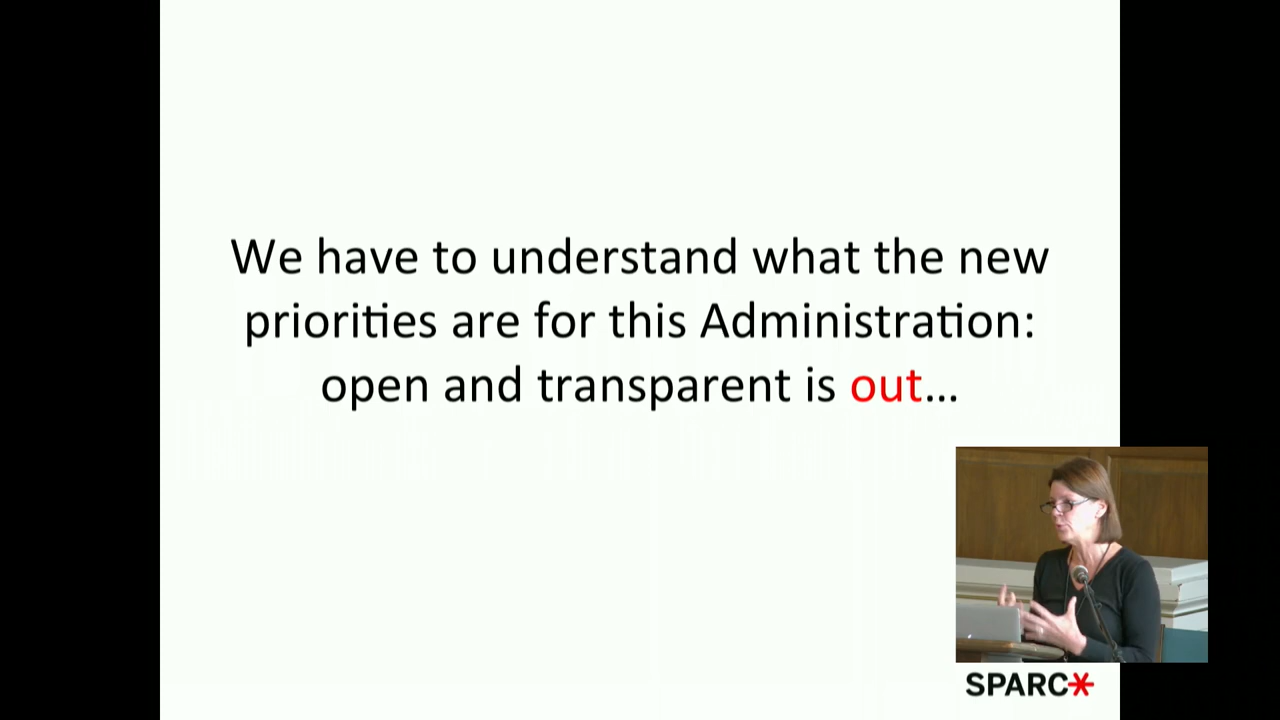 We have to understand what the new
priorities are for this Administration:
open and transparent is out...
SPARC